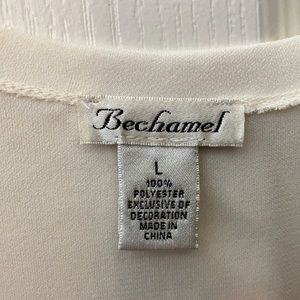 Bechamel
L
100%
POLYESTER
EXCLUSIVE OF
DECORATION
MADE IN
CHINA